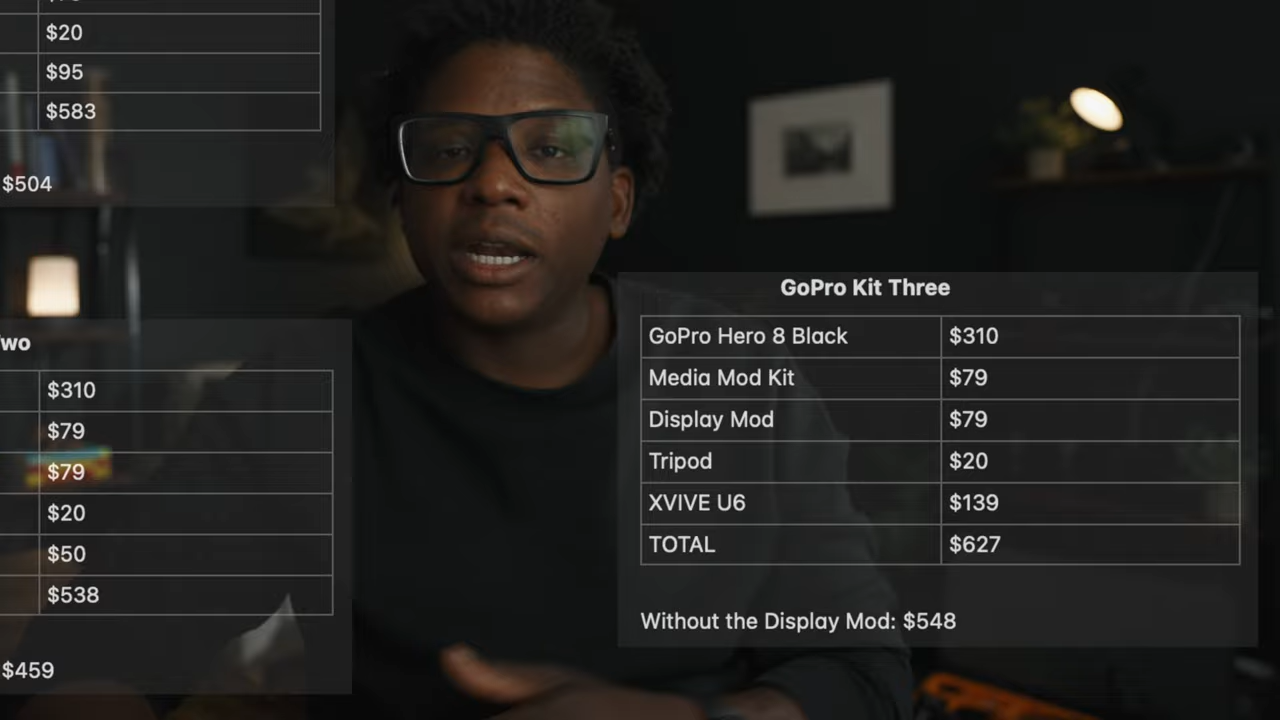 $20
$95
$583
$504
$310
$79
$79
$20
$50
$538
$459
GoPro Kit Three
GoPro Hero 8 Black $310
Media Mod Kit $79
Display Mod $79
Tripod $20
XVIVE U6 $139
TOTAL $627
Without the Display Mod: $548